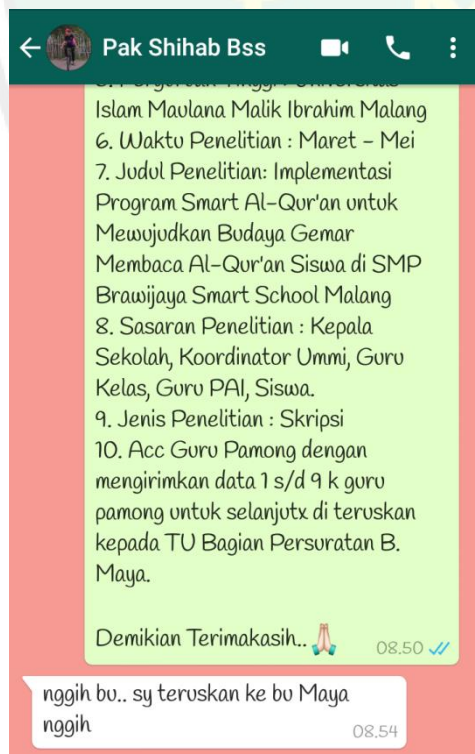 Pak Shihab Bss
Islam Maulana Malik Ibrahim Malang
6. Waktu Penelitian : Maret - Mei
7. Judul Penelitian: Implementasi
Program Smart Al-Qur'an untuk
Mewujudkan Budaya Gemar
Membaca Al-Qur'an Siswa di SMP
Brawijaya Smart School Malang
8. Sasaran Penelitian : Kepala
Sekolah, Koordinator Ummi, Guru
Kelas, Guru PAI, Siswa.
9. Jenis Penelitian : Skripsi
10. Acc Guru Pamong dengan
mengirimkan data 1 s/d 9 k guru
pamong untuk selanjutx di teruskan
kepada TU Bagian Persuratan B.
Maya.
Demikian Terimakasih.. 🙏
08.50
nggih bu.. sy teruskan ke bu Maya
nggih
08.54